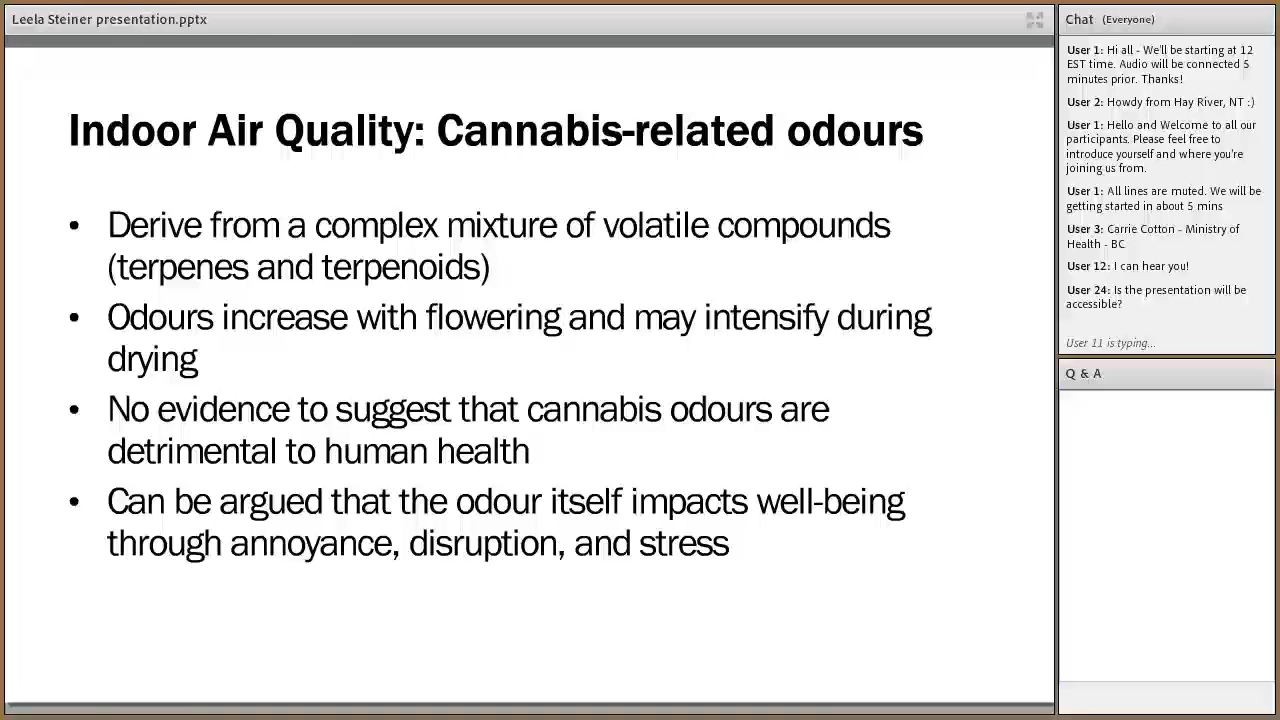 Leela Steiner presentation.pptx
Indoor Air Quality: Cannabis-related odours
• Derive from a complex mixture of volatile compounds
(terpenes and terpenoids)
• Odours increase with flowering and may intensify during
drying
• No evidence to suggest that cannabis odours are
detrimental to human health
• Can be argued that the odour itself impacts well-being
through annoyance, disruption, and stress
Chat (Everyone)
User 1: Hi all - We'll be starting at 12
EST time. Audio will be connected 5
minutes prior. Thanks!
User 2: Howdy from Hay River, NT :)
User 1: Hello and Welcome to all our
participants. Please feel free to
introduce yourself and where you're
joining us from.
User 1: All lines are muted. We will be
getting started in about 5 mins
User 3: Carrie Cotton - Ministry of
Health - BC
User 12: I can hear you!
User 24: Is the presentation will be
accessible?
User 11 is typing...
Q & A